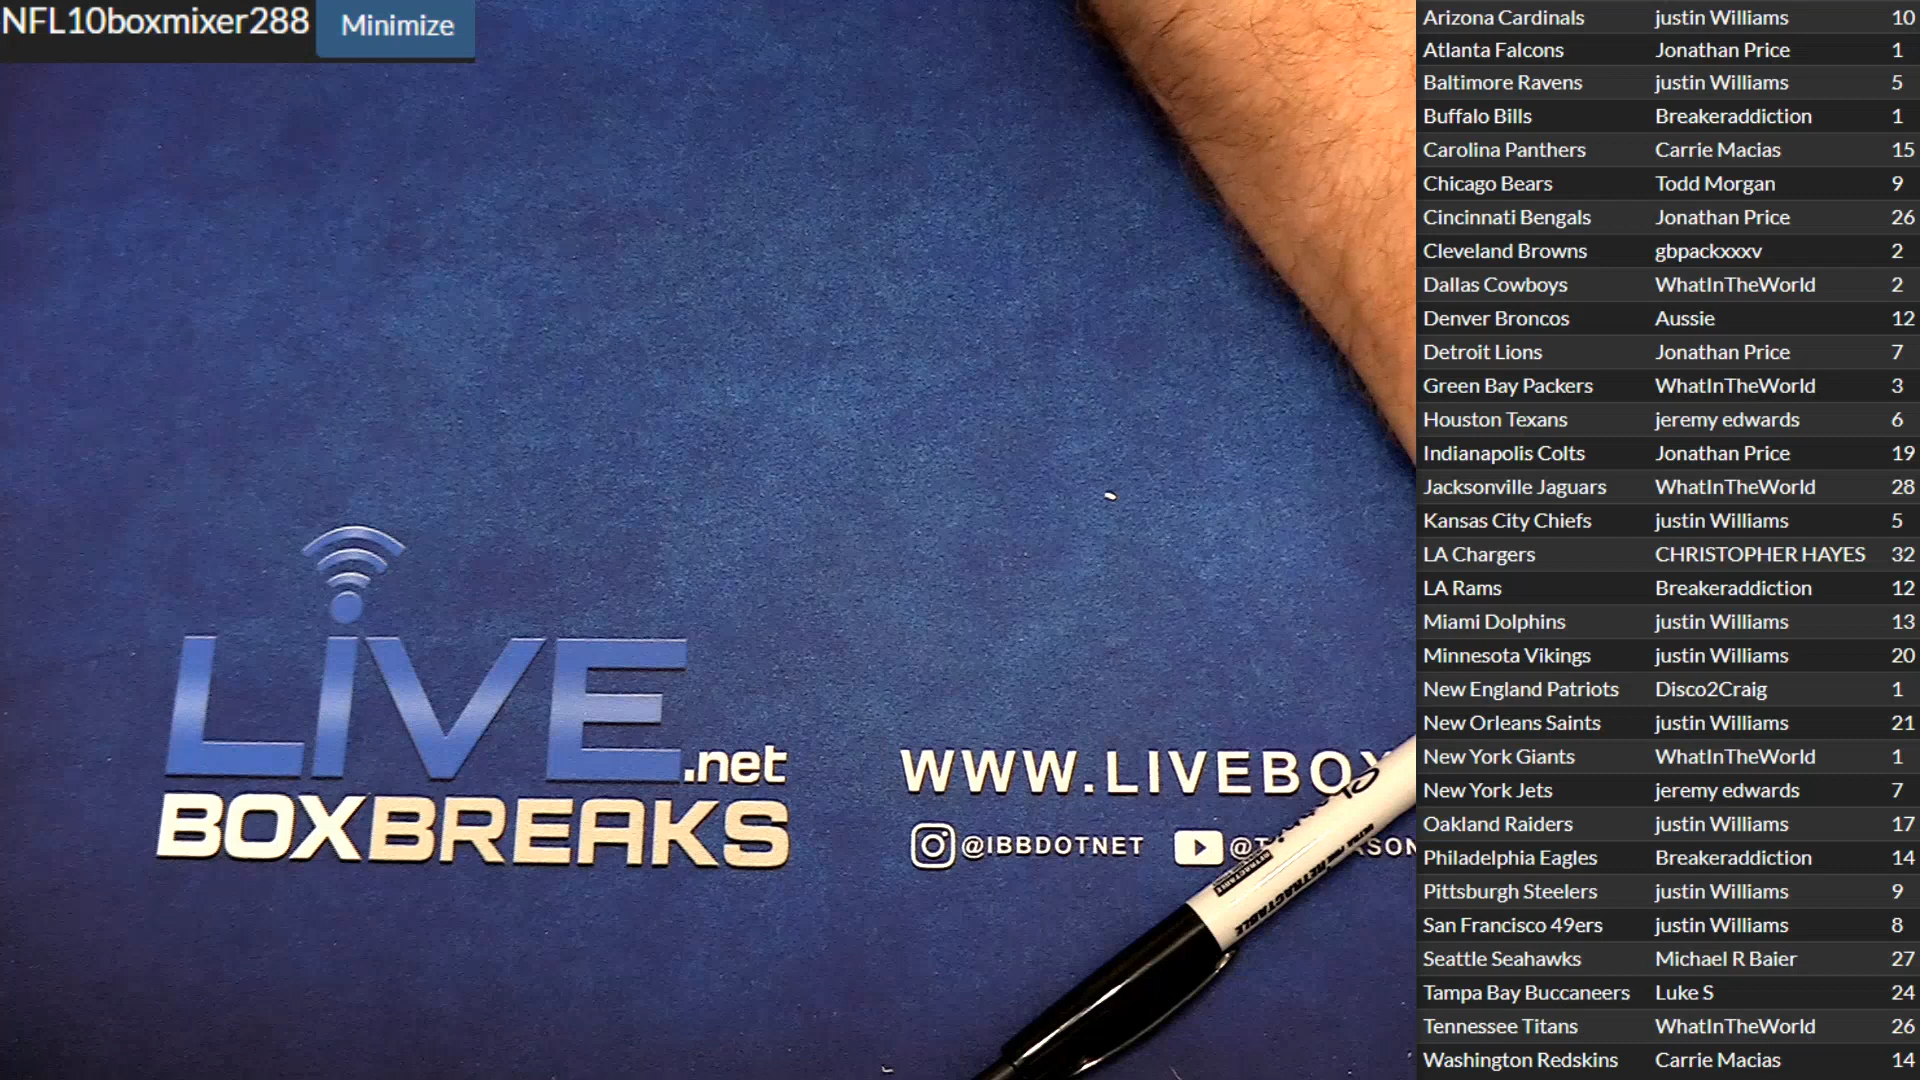 NFL10boxmixer288
Minimize
Arizona Cardinals justin Williams 10
Atlanta Falcons Jonathan Price 1
Baltimore Ravens justin Williams 5
Buffalo Bills Breakeraddiction 1
Carolina Panthers Carrie Macias 15
Chicago Bears Todd Morgan 9
Cincinnati Bengals Jonathan Price 26
Cleveland Browns gbpackxxxv 2
Dallas Cowboys WhatInTheWorld 2
Denver Broncos Aussie 12
Detroit Lions Jonathan Price 7
Green Bay Packers WhatInTheWorld 3
Houston Texans jeremy edwards 6
Indianapolis Colts Jonathan Price 19
Jacksonville Jaguars WhatInTheWorld 28
Kansas City Chiefs justin Williams 5
LA Chargers CHRISTOPHER HAYES 32
LA Rams Breakeraddiction 12
Miami Dolphins justin Williams 13
Minnesota Vikings justin Williams 20
New England Patriots Disco2Craig 1
New Orleans Saints justin Williams 21
New York Giants WhatInTheWorld 1
New York Jets jeremy edwards 7
Oakland Raiders justin Williams 17
Philadelphia Eagles Breakeraddiction 14
Pittsburgh Steelers justin Williams 9
San Francisco 49ers justin Williams 8
Seattle Seahawks Michael R Baier 27
Tampa Bay Buccaneers Luke S 24
Tennessee Titans WhatInTheWorld 26
Washington Redskins Carrie Macias 14
LIVE.net
BOXBREAKS
WWW.LIVEBOX
@IBBDOTNET
RETRACTABLE